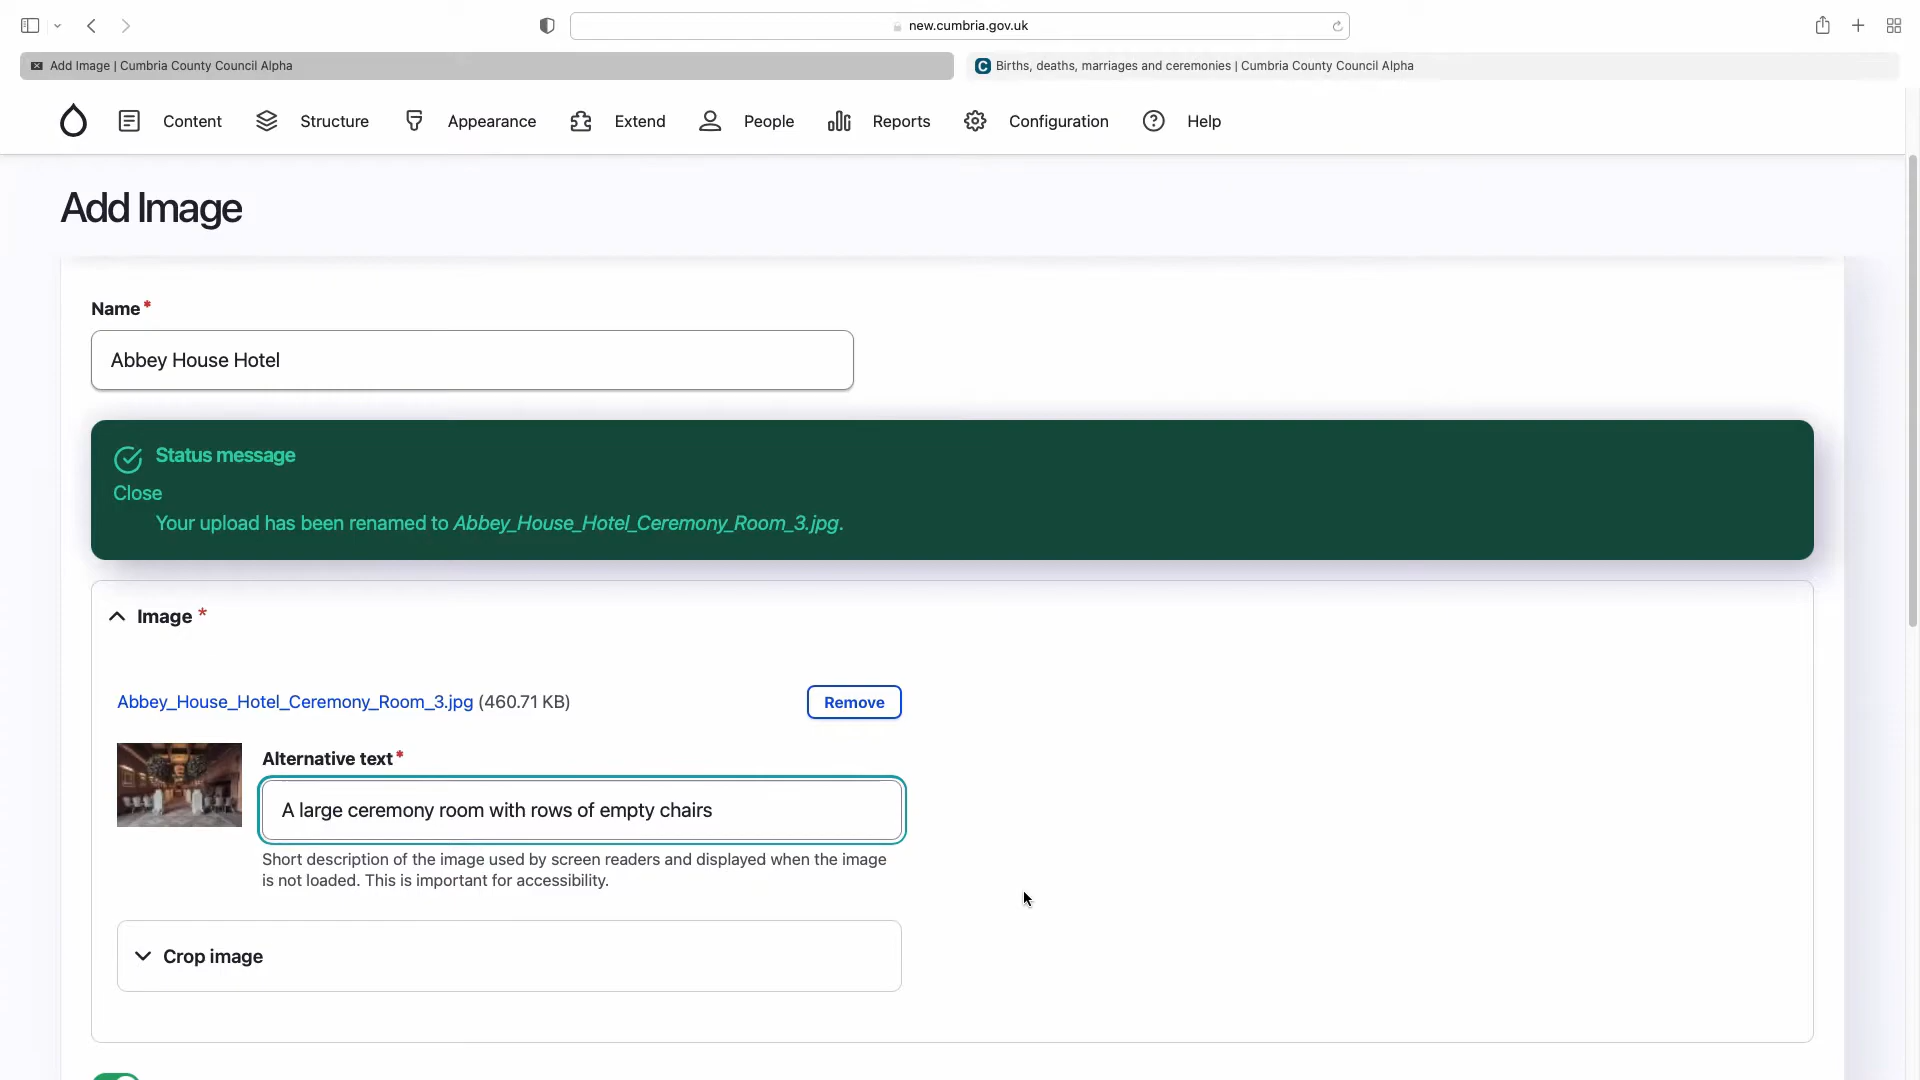 new.cumbria.gov.uk
Add Image | Cumbria County Council Alpha
C Births, deaths, marriages and ceremonies | Cumbria County Council Alpha
Content Structure Appearance Extend People Reports Configuration Help
Add Image
Name*
Abbey House Hotel
Status message
Close
Your upload has been renamed to Abbey_House_Hotel_Ceremony_Room_3.jpg.
Image *
Abbey_House_Hotel_Ceremony_Room_3.jpg (460.71 KB) Remove
Alternative text*
A large ceremony room with rows of empty chairs
Short description of the image used by screen readers and displayed when the image
is not loaded. This is important for accessibility.
Crop image